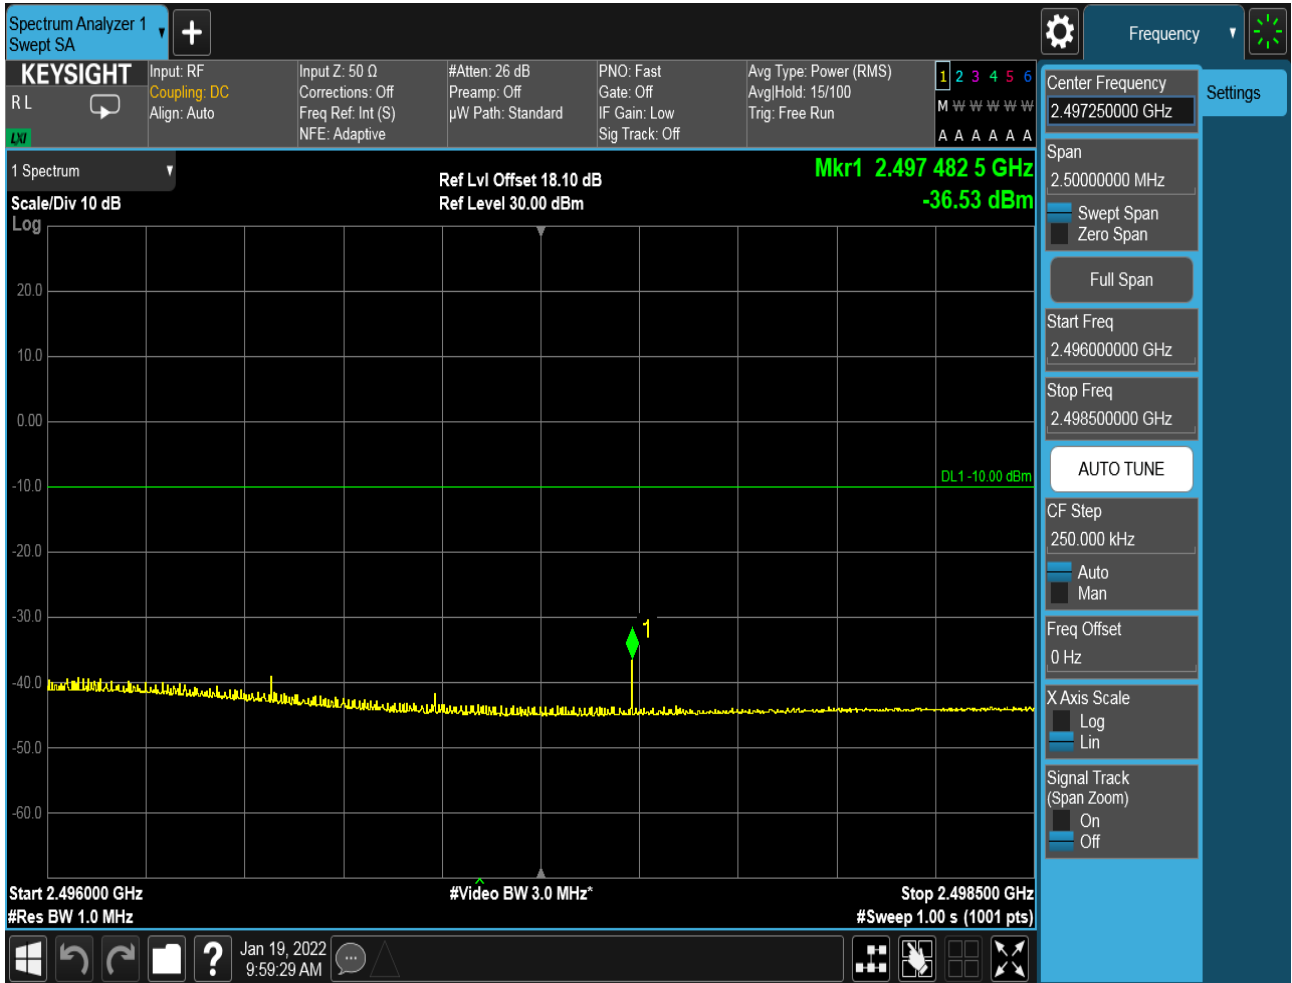 Spectrum Analyzer 1
Swept SA
Frequency
KEYSIGHT
R L
LXI
Input: RF
Coupling: DC
Align: Auto
Input Z: 50 Ω
Corrections: Off
Freq Ref: Int (S)
NFE: Adaptive
#Atten: 26 dB
Preamp: Off
µW Path: Standard
PNO: Fast
Gate: Off
IF Gain: Low
Sig Track: Off
Avg Type: Power (RMS)
Avg|Hold: 15/100
Trig: Free Run
1 2 3 4 5 6
M W W W W W
A A A A A A
1 Spectrum
Scale/Div 10 dB
Log
Ref Lvl Offset 18.10 dB
Ref Level 30.00 dBm
Mkr1 2.497 482 5 GHz
-36.53 dBm
20.0
10.0
0.00
-10.0
-20.0
-30.0
-40.0
-50.0
-60.0
DL1 -10.00 dBm
1
Start 2.496000 GHz
#Res BW 1.0 MHz
#Video BW 3.0 MHz*
Stop 2.498500 GHz
#Sweep 1.00 s (1001 pts)
Center Frequency
2.497250000 GHz
Settings
Span
2.50000000 MHz
Swept Span
Zero Span
Full Span
Start Freq
2.496000000 GHz
Stop Freq
2.498500000 GHz
AUTO TUNE
CF Step
250.000 kHz
Auto
Man
Freq Offset
0 Hz
X Axis Scale
Log
Lin
Signal Track
(Span Zoom)
On
Off
?
Jan 19, 2022
9:59:29 AM